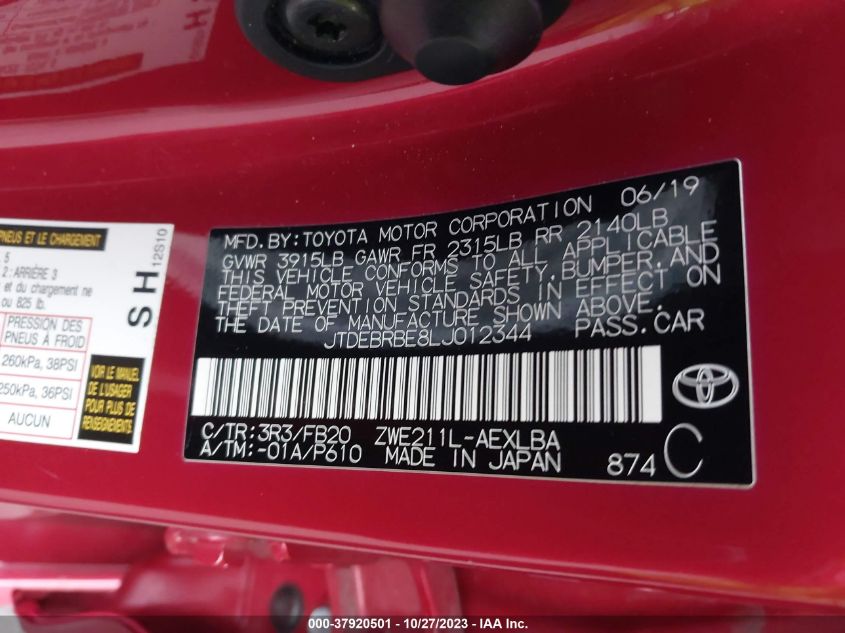 06/19
MFD.BY:TOYOTA MOTOR CORPORATION
GVWR 3915LB GAWR FR 2315LB RR 2140LB
THIS VEHICLE CONFORMS TO ALL APPLICABLE
FEDERAL MOTOR VEHICLE SAFETY,BUMPER,AND
THEFT PREVENTION STANDARDS IN EFFECT ON
THE DATE OF MANUFACTURE SHOWN ABOVE.
JTDEBRBE8LJ012344 PASS.CAR
C/TR:3R3/FB20 ZWE211L-AEXLBA
A/TM:-01A/P610 MADE IN JAPAN 874 C
PNEUS ET LE CHARGEMENT
5
2 : ARRIÈRE 3
et du chargement ne
ou 825 lb.
PRESSION DES
PNEUS À FROID
260kPa, 38PSI
250kPa, 36PSI
AUCUN
VOIR LE
MANUEL DE
L'USAGER
POUR PLUS DE
RENSEIGNEMENTS
SH
12S10
000-37920501 - 10/27/2023 - IAA Inc.